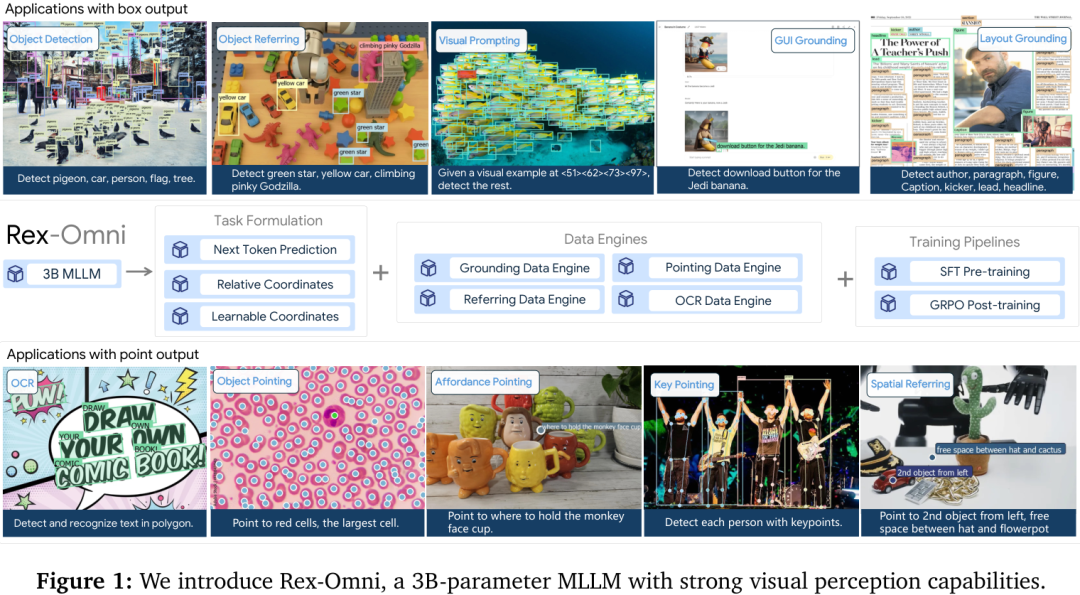 Applications with box output
Object Detection
Object Referring
climbing pinky Godzilla
yellow car
yellow car
green star
green star
green star
green
Visual Prompting
GUI Grounding
download button for the Jedi banana.
Layout Grounding
The Power of
A Teacher's Push
Detect pigeon, car, person, flag, tree.
Detect green star, yellow car, climbing
pinky Godzilla.
Given a visual example at <51><62><73><97>,
detect the rest.
Detect download button for the
Jedi banana.
Detect author, paragraph, figure,
Caption, kicker, lead, headline.
Rex-Omni
3B MLLM
Task Formulation
Next Token Prediction
Relative Coordinates
Learnable Coordinates
+
Data Engines
Grounding Data Engine
Pointing Data Engine
Referring Data Engine
OCR Data Engine
+
Training Pipelines
SFT Pre-training
GRPO Post-training
Applications with point output
OCR
POW!
DRAW
DRAW
YOUR
OWN
YOUR OWN
COMIC
BOOK!
COMIC BOOK!
Object Pointing
Affordance Pointing
where to hold the monkey face cup
Key Pointing
Spatial Referring
free space between hat and cactus
2nd object from left
Detect and recognize text in polygon.
Point to red cells, the largest cell.
Point to where to hold the monkey
face cup.
Detect each person with keypoints.
Point to 2nd object from left, free
space between hat and flowerpot
Figure 1: We introduce Rex-Omni, a 3B-parameter MLLM with strong visual perception capabilities.